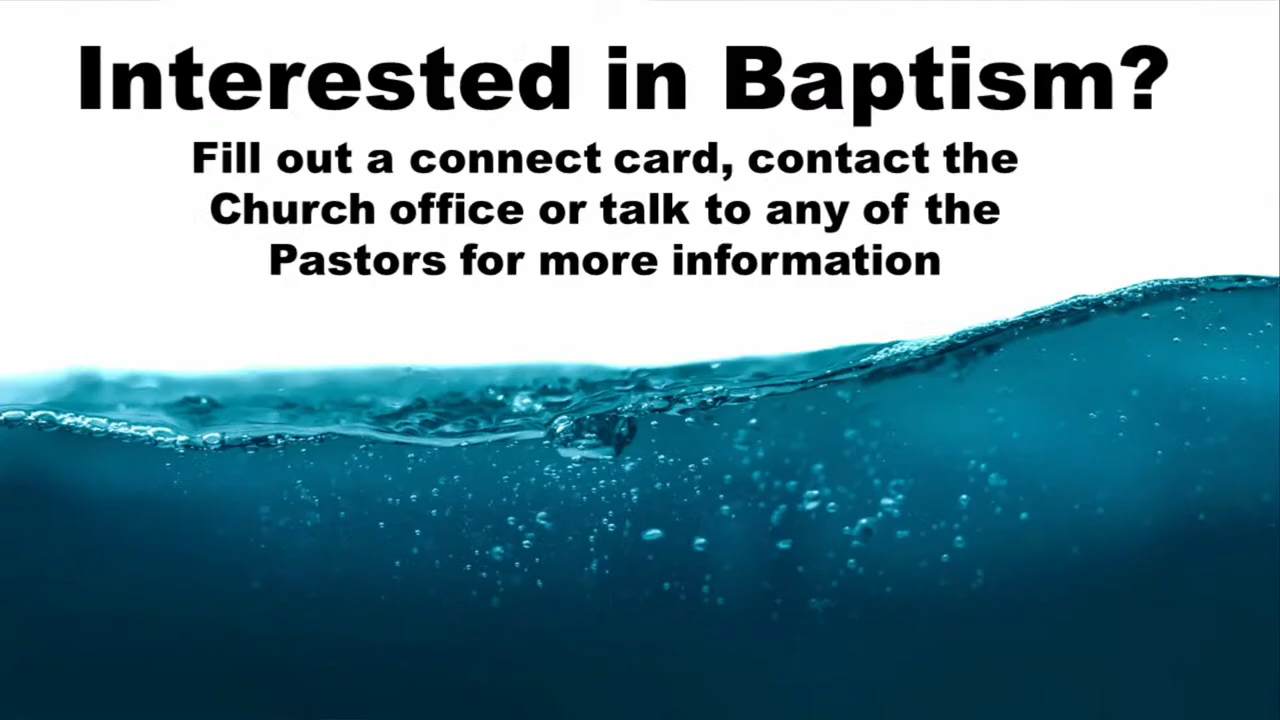 Interested in Baptism?
Fill out a connect card, contact the
Church office or talk to any of the
Pastors for more information